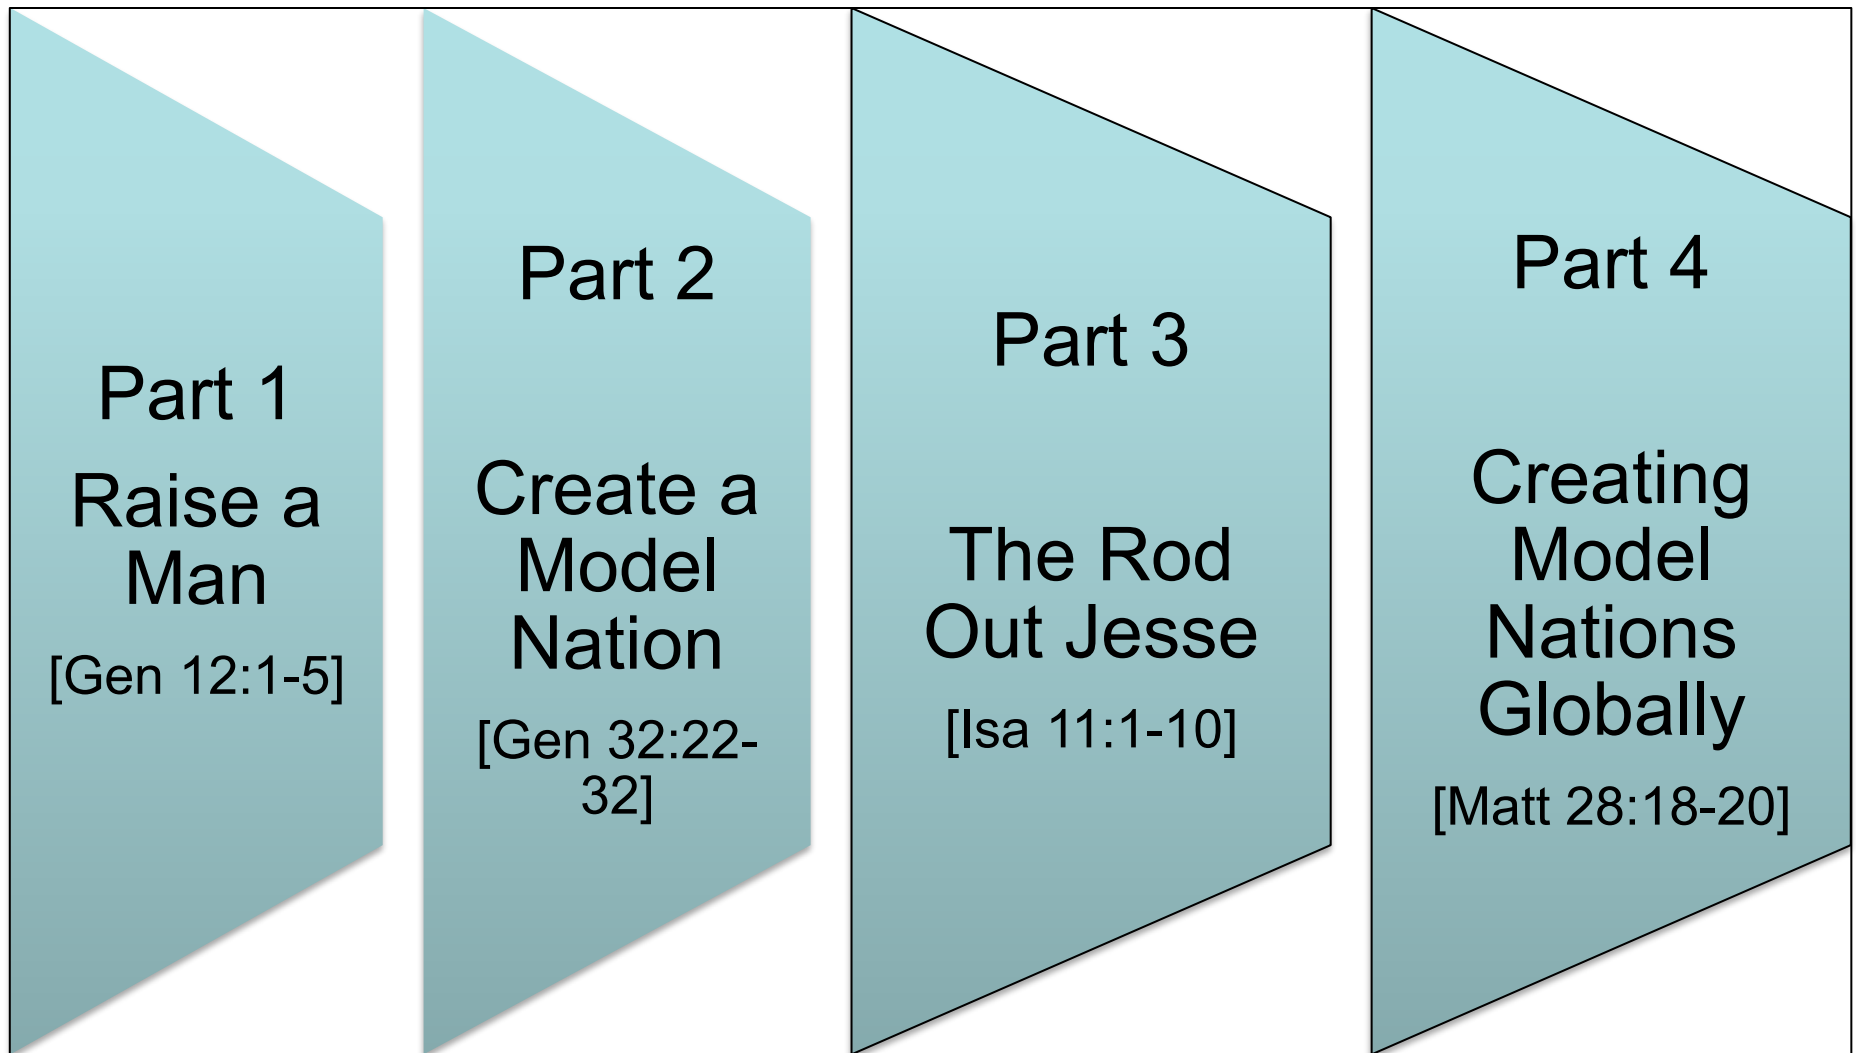 Part 1
Raise a
Man
[Gen 12:1-5]
Part 2
Create a
Model
Nation
[Gen 32:22-
32]
Part 3
The Rod
Out Jesse
[Isa 11:1-10]
Part 4
Creating
Model
Nations
Globally
[Matt 28:18-20]